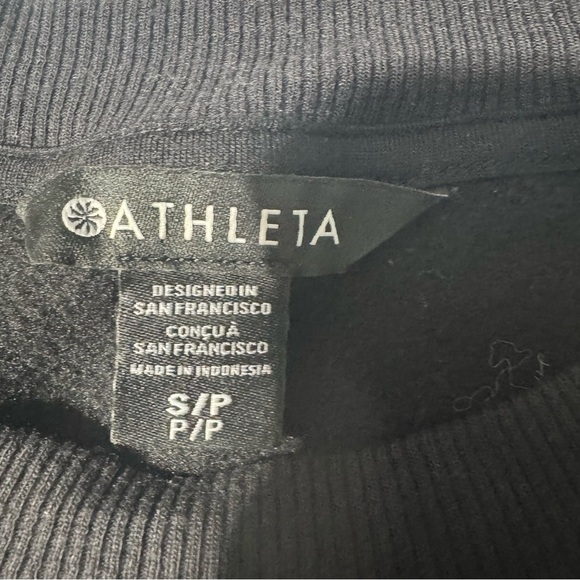 ATHLETA
DESIGNED IN
SAN FRANCISCO
CONÇU À
SAN FRANCISCO
MADE IN INDONESIA
S/P
P/P